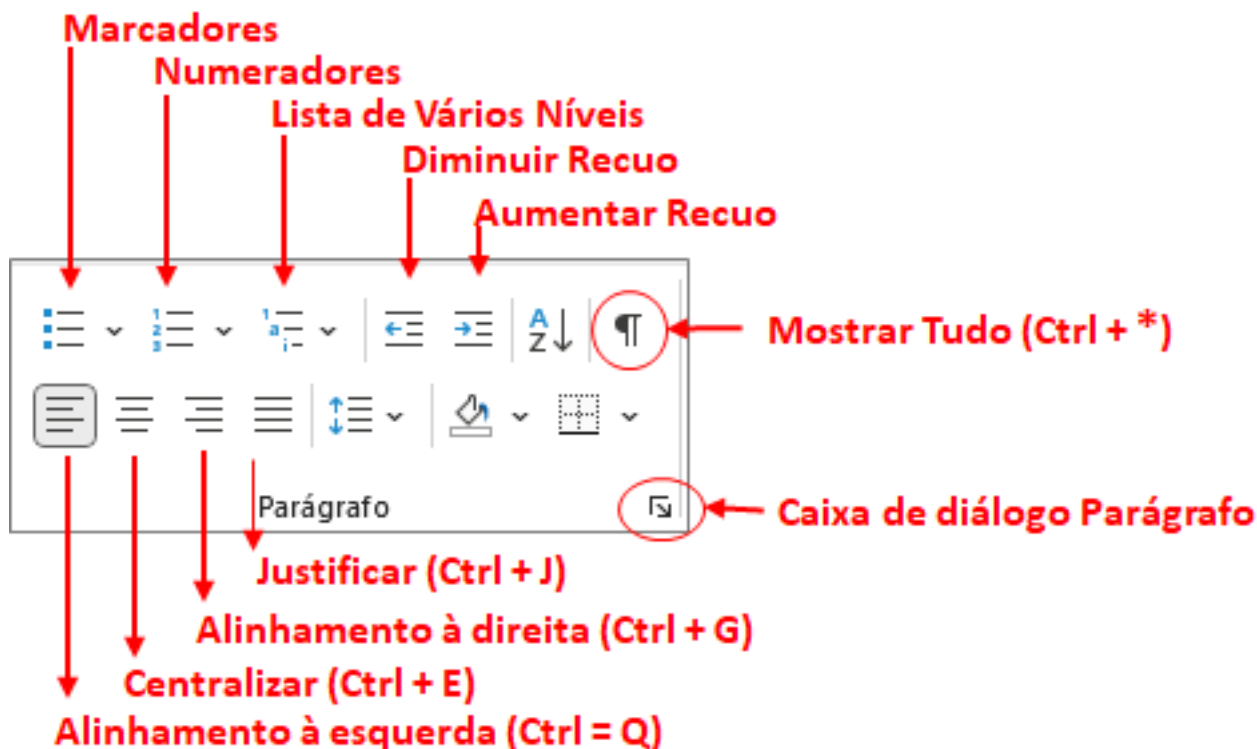 Marcadores
Numeradores
Lista de Vários Níveis
Diminuir Recuo
Aumentar Recuo
Mostrar Tudo (Ctrl + *)
Parágrafo
Caixa de diálogo Parágrafo
Justificar (Ctrl + J)
Alinhamento à direita (Ctrl + G)
Centralizar (Ctrl + E)
Alinhamento à esquerda (Ctrl = Q)